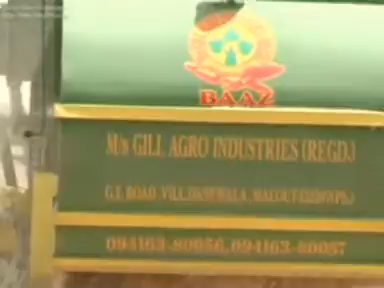 BAAZ
M/s GILL AGRO INDUSTRIES (REGD.)
G.T. ROAD, VILL.
094163-80056, 094163-80057